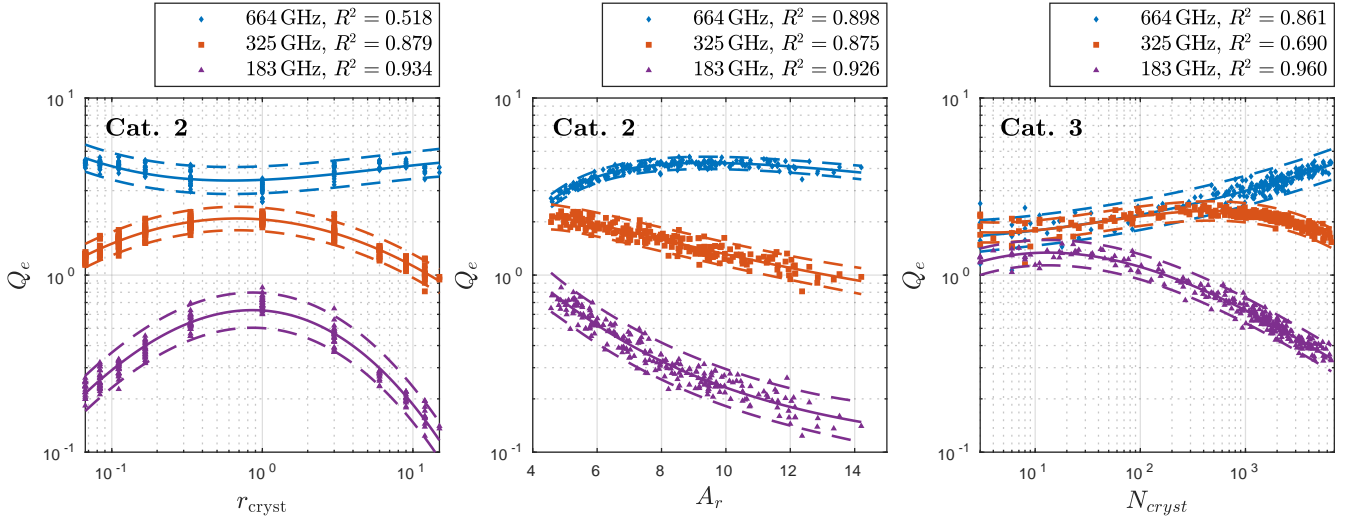 664 GHz, R² = 0.518
325 GHz, R² = 0.879
183 GHz, R² = 0.934
10¹
10⁰
10⁻¹
Q_e
Cat. 2
10⁻¹ 10⁰ 10¹
r_cryst
664 GHz, R² = 0.898
325 GHz, R² = 0.875
183 GHz, R² = 0.926
10¹
10⁰
10⁻¹
Q_e
Cat. 2
4 6 8 10 12 14
A_r
664 GHz, R² = 0.861
325 GHz, R² = 0.690
183 GHz, R² = 0.960
10¹
10⁰
10⁻¹
Q_e
Cat. 3
10¹ 10² 10³
N_cryst